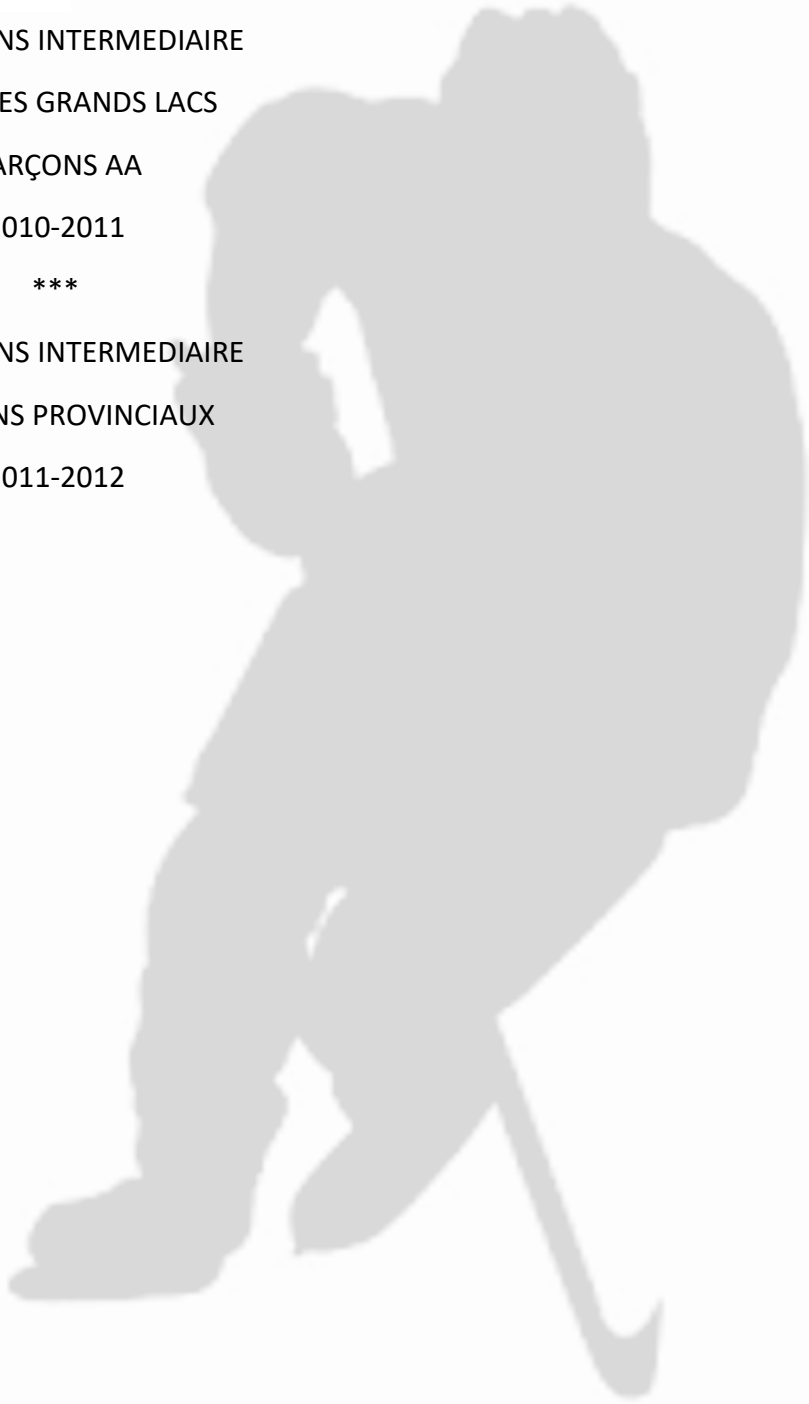 NS INTERMEDIAIRE
ES GRANDS LACS
ARÇONS AA
010-2011
***
NS INTERMEDIAIRE
NS PROVINCIAUX
011-2012